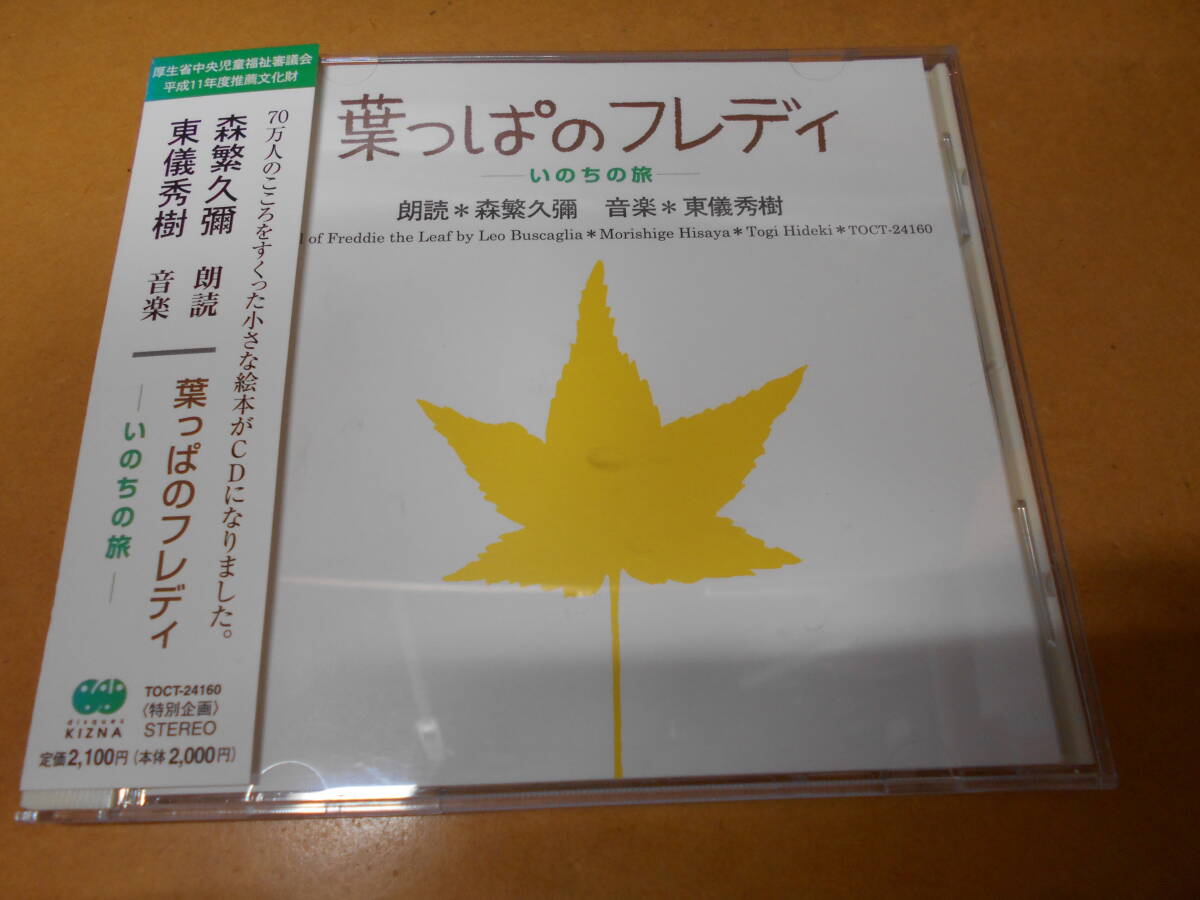 厚生省中央児童福祉審議会
平成11年度推薦文化財
70万人のこころをすくった小さな絵本がCDになりました。
森繁久彌 朗読
東儀秀樹 音楽
葉っぱのフレディ
―いのちの旅―
disques
KIZNA
TOCT-24160
〈特別企画〉
STEREO
定価2,100円(本体2,000円)
葉っぱのフレディ
いのちの旅
朗読＊森繁久彌 音楽＊東儀秀樹
of Freddie the Leaf by Leo Buscaglia＊Morishige Hisaya＊Togi Hideki＊TOCT-24160